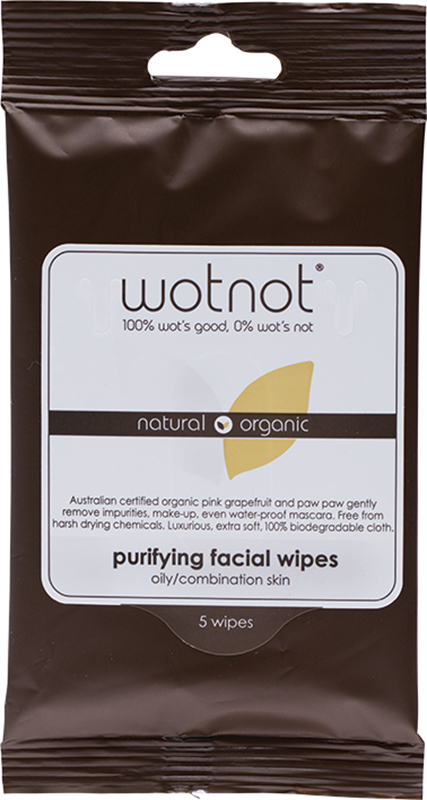 wotnot®
100% wot's good, 0% wot's not
natural organic
Australian certified organic pink grapefruit and paw paw gently
remove impurities, make-up, even water-proof mascara. Free from
harsh drying chemicals. Luxurious, extra soft, 100% biodegradable cloth.
purifying facial wipes
oily/combination skin
5 wipes